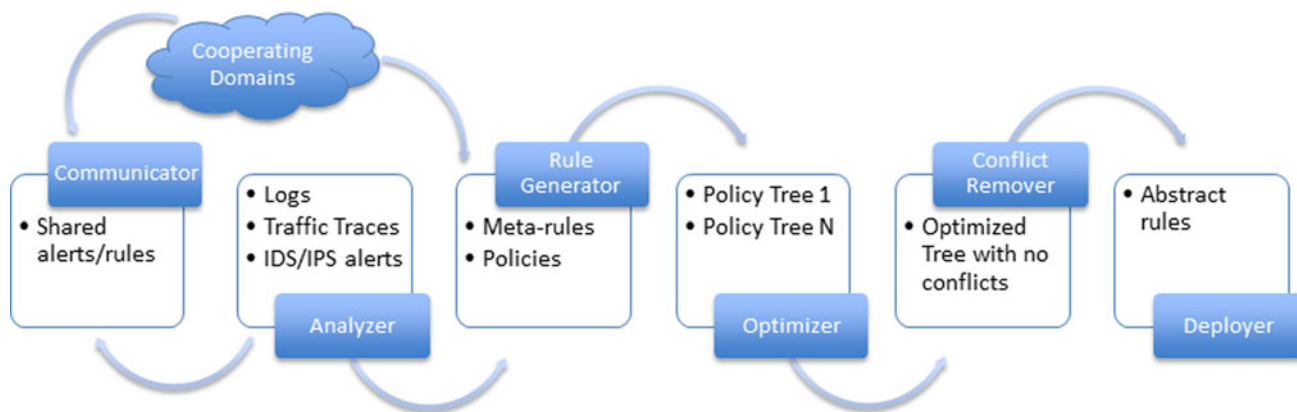 Cooperating
Domains
Communicator
• Shared
alerts/rules
• Logs
• Traffic Traces
• IDS/IPS alerts
Analyzer
Rule
Generator
• Meta-rules
• Policies
• Policy Tree 1
• Policy Tree N
Optimizer
Conflict
Remover
• Optimized
Tree with no
conflicts
• Abstract
rules
Deployer